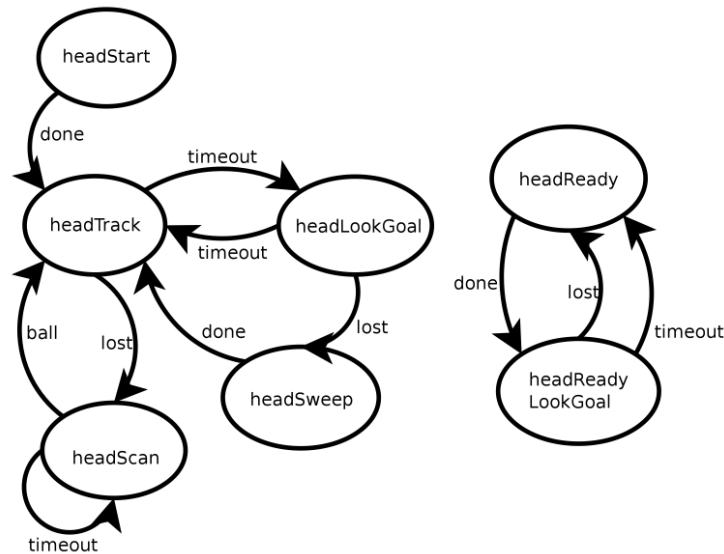 headStart
done
timeout
headTrack
headLookGoal
timeout
ball
lost
done
lost
headSweep
headScan
timeout
headReady
done
lost
timeout
headReady
LookGoal